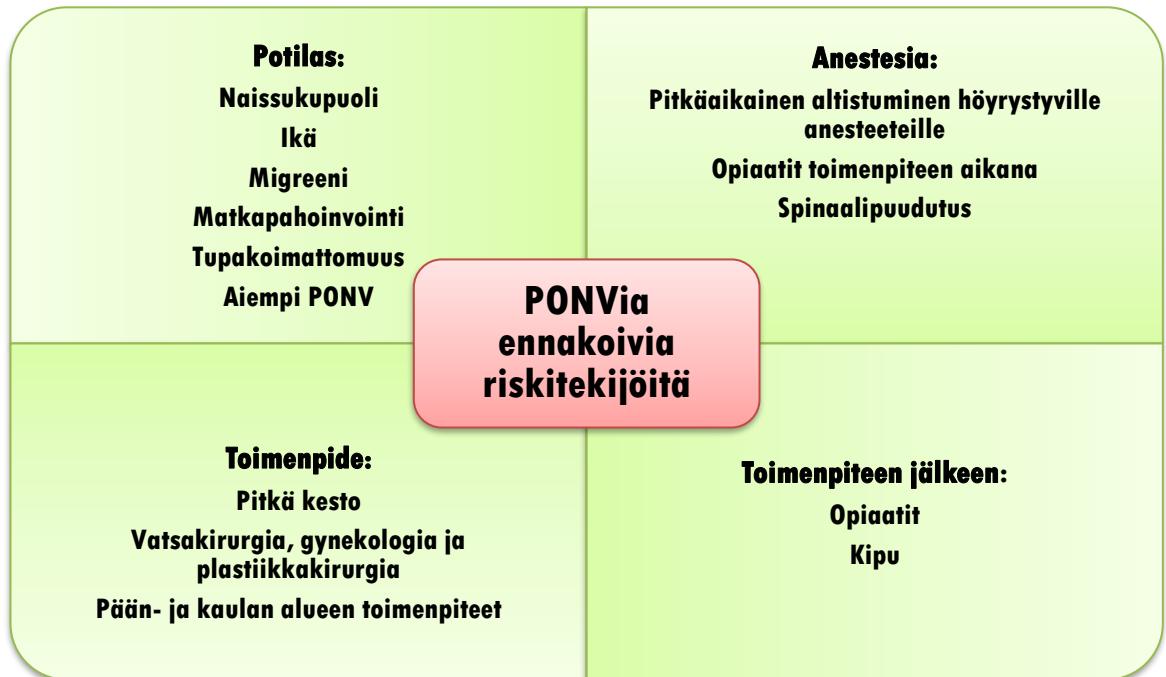 Potilas:
Naissukupuoli
Ikä
Migreeni
Matkapahoinvointi
Tupakoimattomuus
Aiempi PONV
Anestesia:
Pitkäaikainen altistuminen höyrystyville
anesteeteille
Opiaatit toimenpiteen aikana
Spinaalipuudutus
PONVia
ennakoivia
riskitekijöitä
Toimenpide:
Pitkä kesto
Vatsakirurgia, gynekologia ja
plastiikkakirurgia
Pään- ja kaulan alueen toimenpiteet
Toimenpiteen jälkeen:
Opiaatit
Kipu